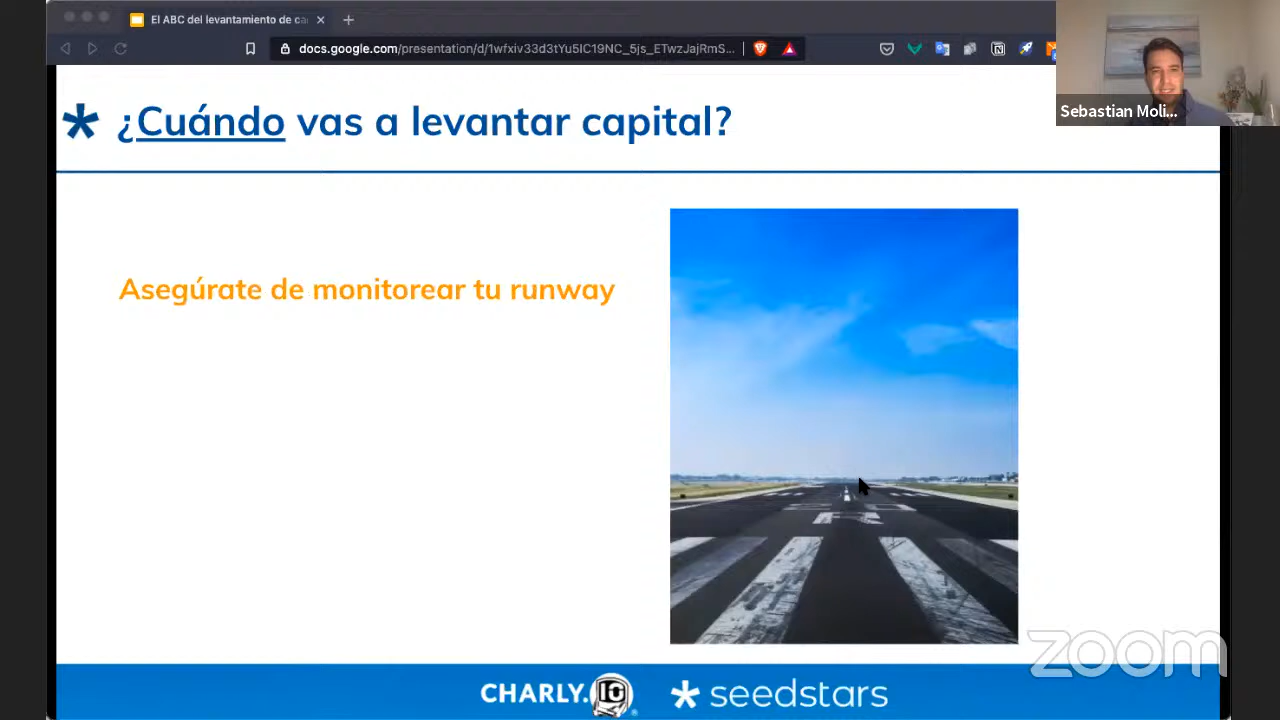 El ABC del levantamiento de ca
docs.google.com/presentation/d/1wfxiv33d3tYu5IC19NC_5js_ETwzJajRmS...
Sebastian Moli...
¿Cuándo vas a levantar capital?
Asegúrate de monitorear tu runway
CHARLY.IO
seedstars
zoom